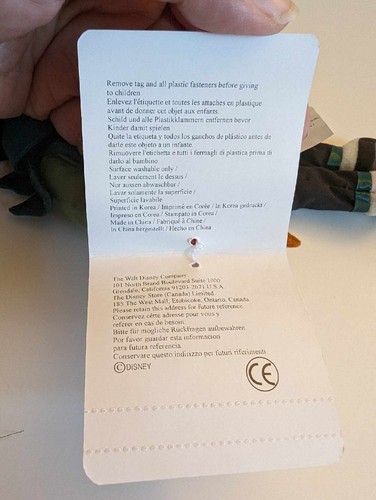 Remove tag and all plastic fasteners before giving
to children
Enlevez l'étiquette et toutes les attaches en plastique
avant de donner cet objet aux enfants.
Schild und alle Plastikklammern entfernen bevor
Kinder damit spielen.
Quite la etiqueta y todos los ganchos de plástico antes de
darle este objeto a un infante.
Rimuovere l'etichetta e tutti i fermagli di plastica prima di
darlo al bambino.
Surface washable only /
Laver seulement le dessus /
Nur aussen abwaschbar /
Lavar solamente la superficie /
Superficie lavabile
Printed in Korea / Imprimé en Corée / In Korea gedruckt /
Impreso en Corea / Stampato in Corea /
Made in China / Fabriqué à Chine /
In China hergestellt / Hecho en China
The Walt Disney Company
101 North Brand Boulevard Suite 1000
Glendale, California 91203-2671 U.S.A.
The Disney Store (Canada) Limited
185 The West Mall, Etobicoke, Ontario, Canada.
Please retain this address for future reference.
Conservez cette adresse pour vous y
référer en cas de besoin.
Bitte für mögliche Rückfragen aufbewahren
Por favor guardar esta informacion
para futura referencia.
Conservare questo indirizzo per futuri riferimenti
©DISNEY
CE